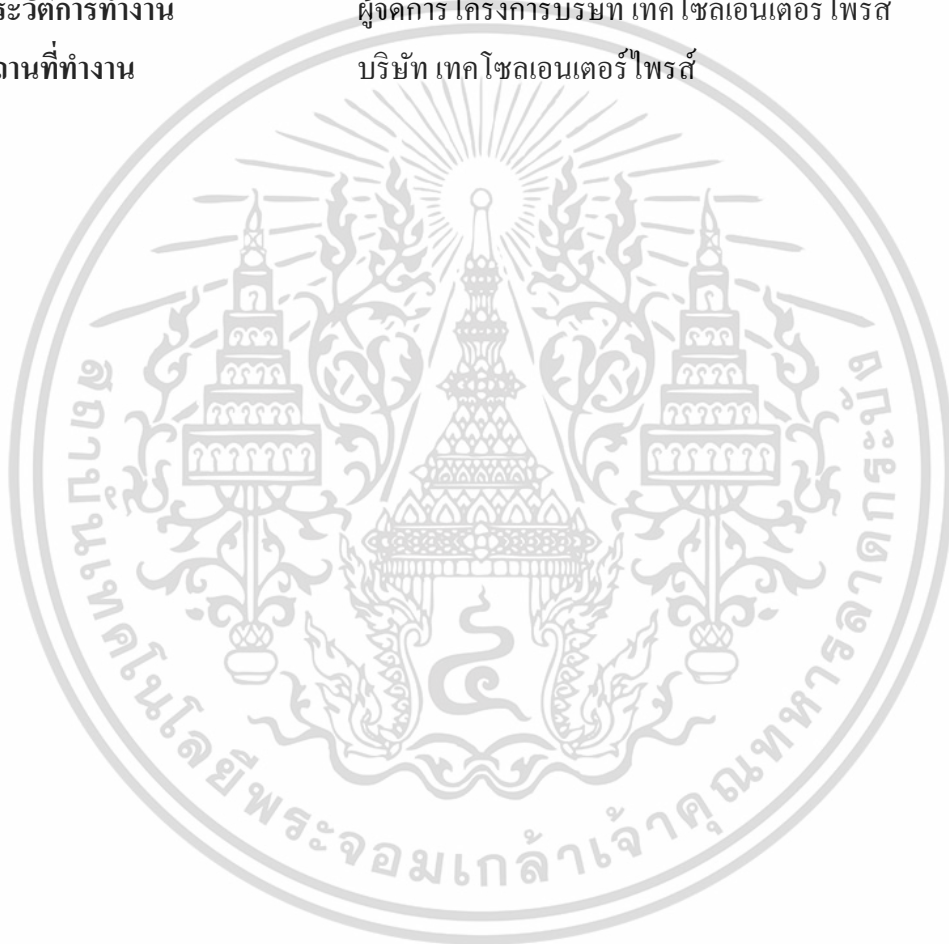 ประวัติการทำงาน ผู้จัดการโครงการบริษัท เทคโซลเอนเตอร์ไพรส์
สถานที่ทำงาน บริษัท เทคโซลเอนเตอร์ไพรส์
สถาบันเทคโนโลยีพระจอมเกล้าเจ้าคุณทหารลาดกระบัง
๔